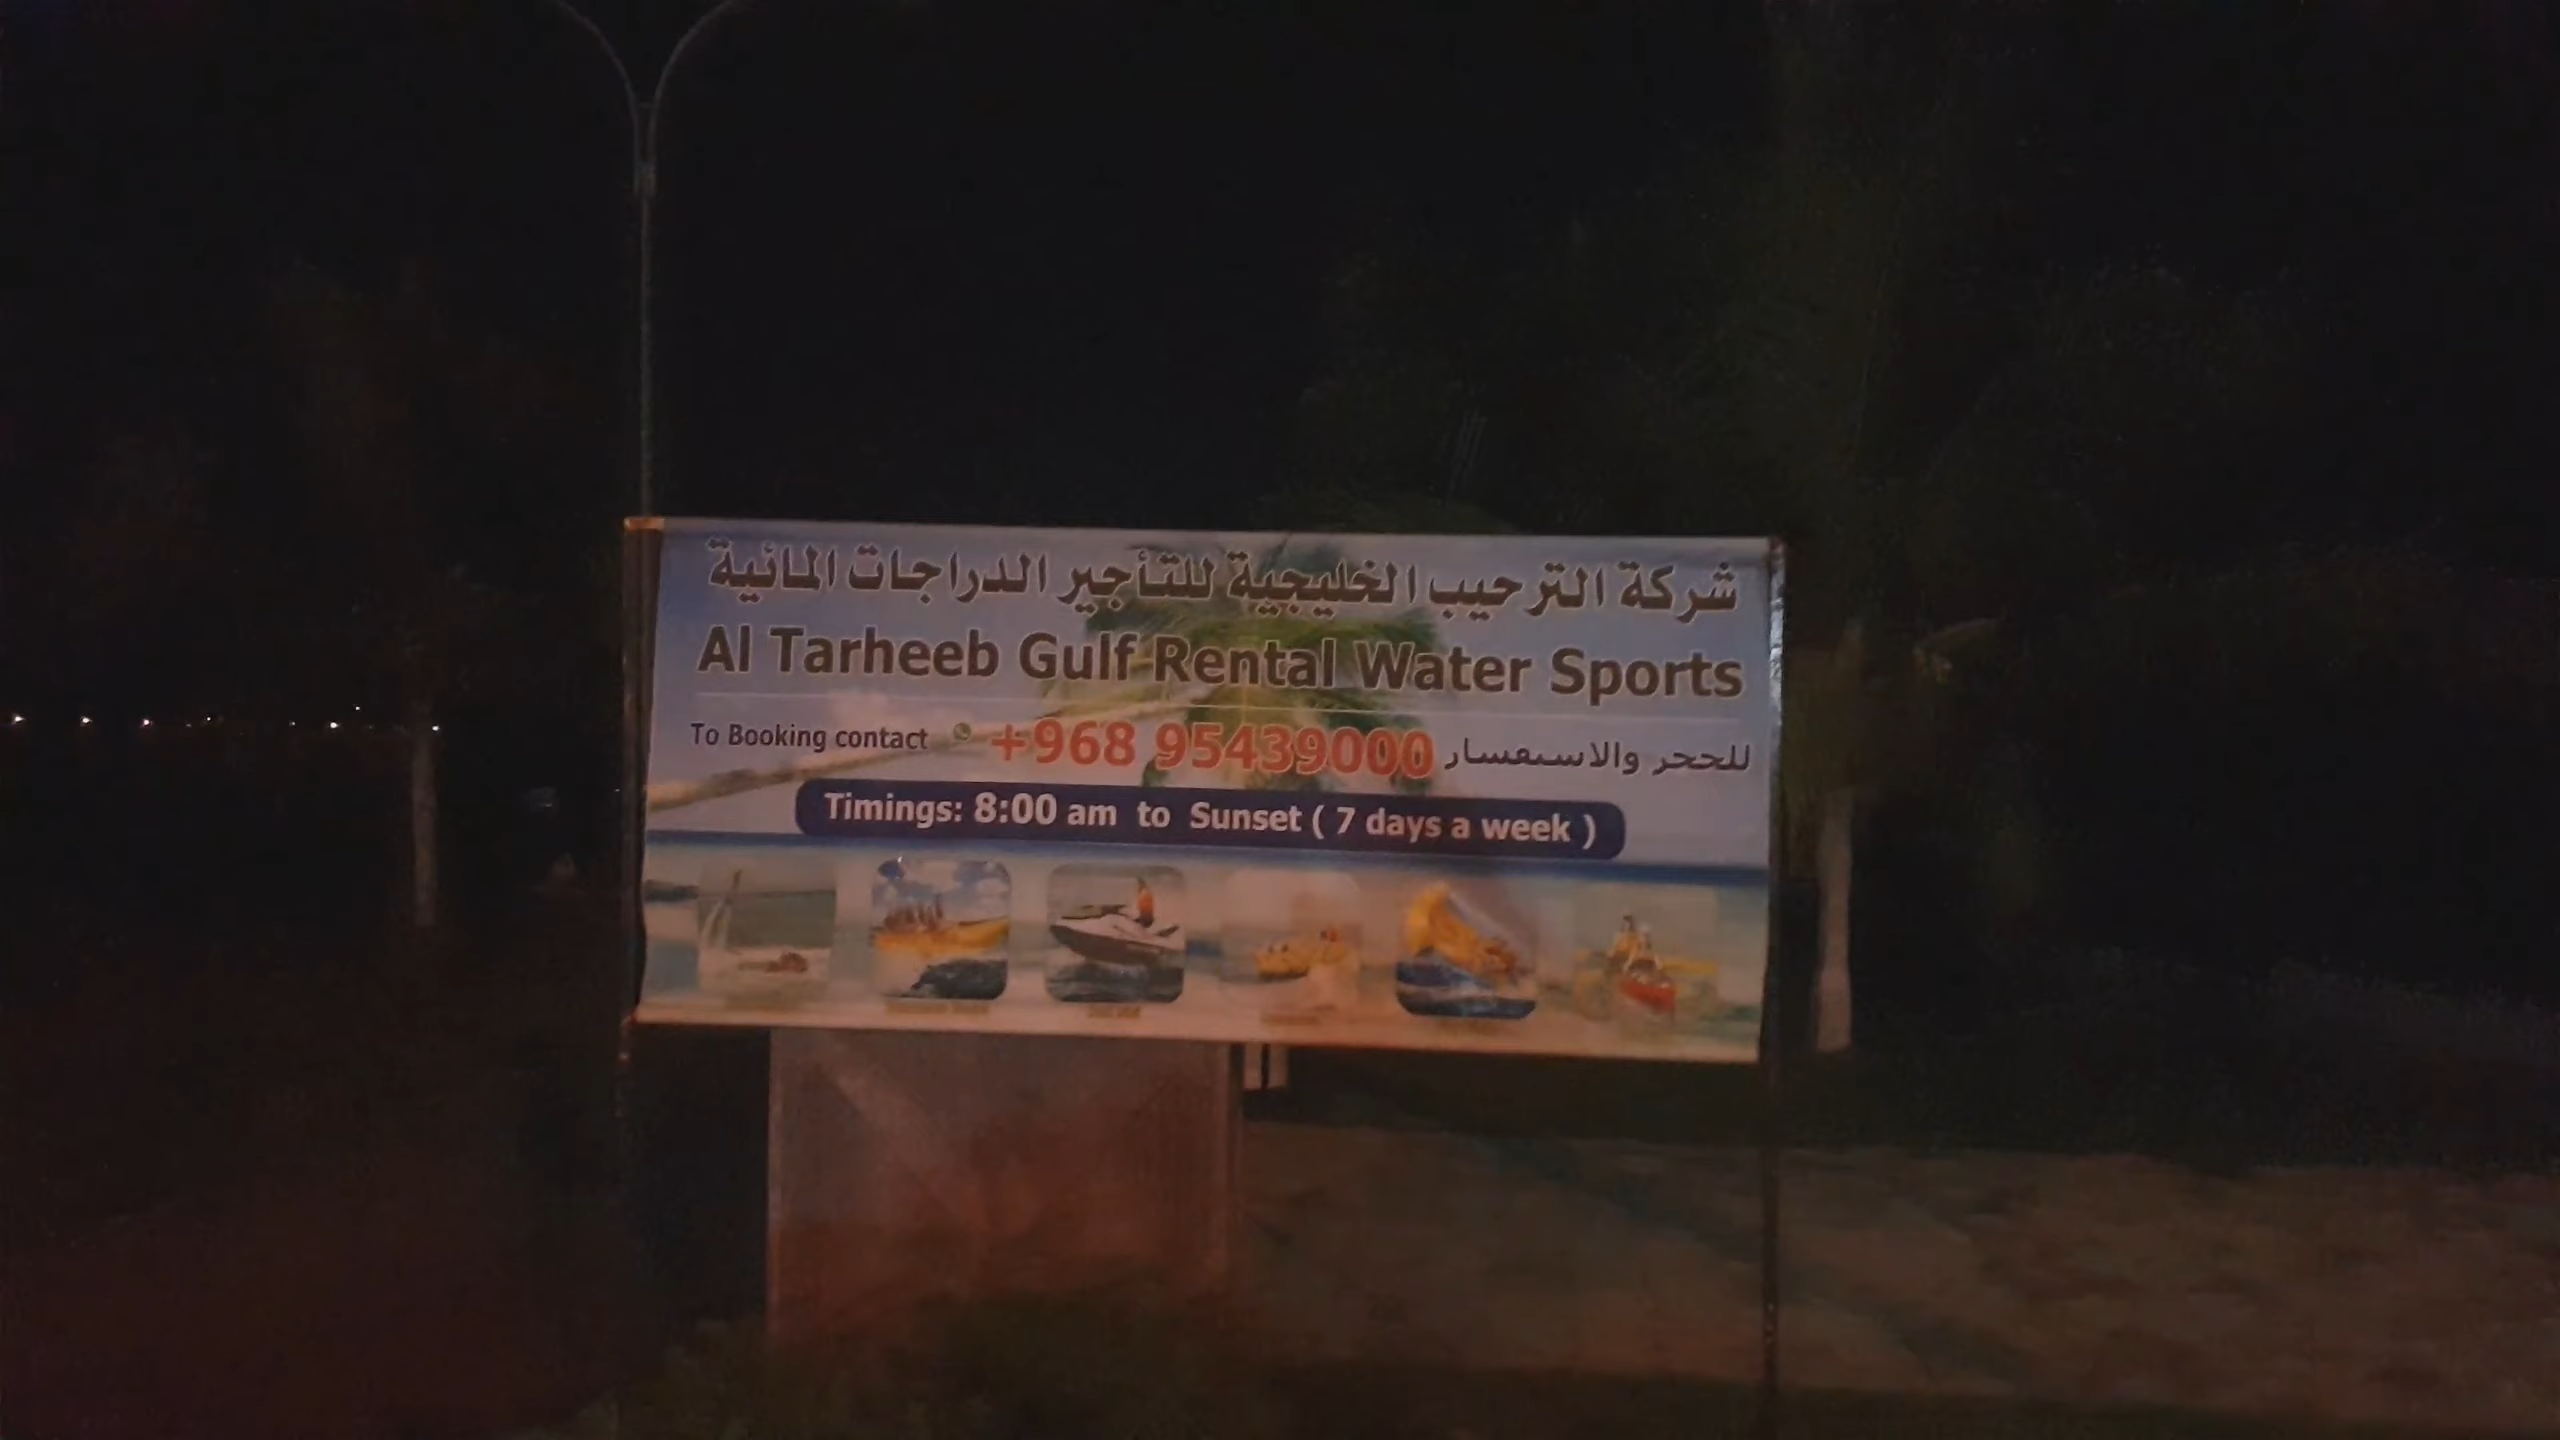 شركة الترحيب الخليجية للتأجير الدراجات المائية
Al Tarheeb Gulf Rental Water Sports
To Booking contact +968 95439000 للحجر والاستفسار
Timings: 8:00 am to Sunset ( 7 days a week )